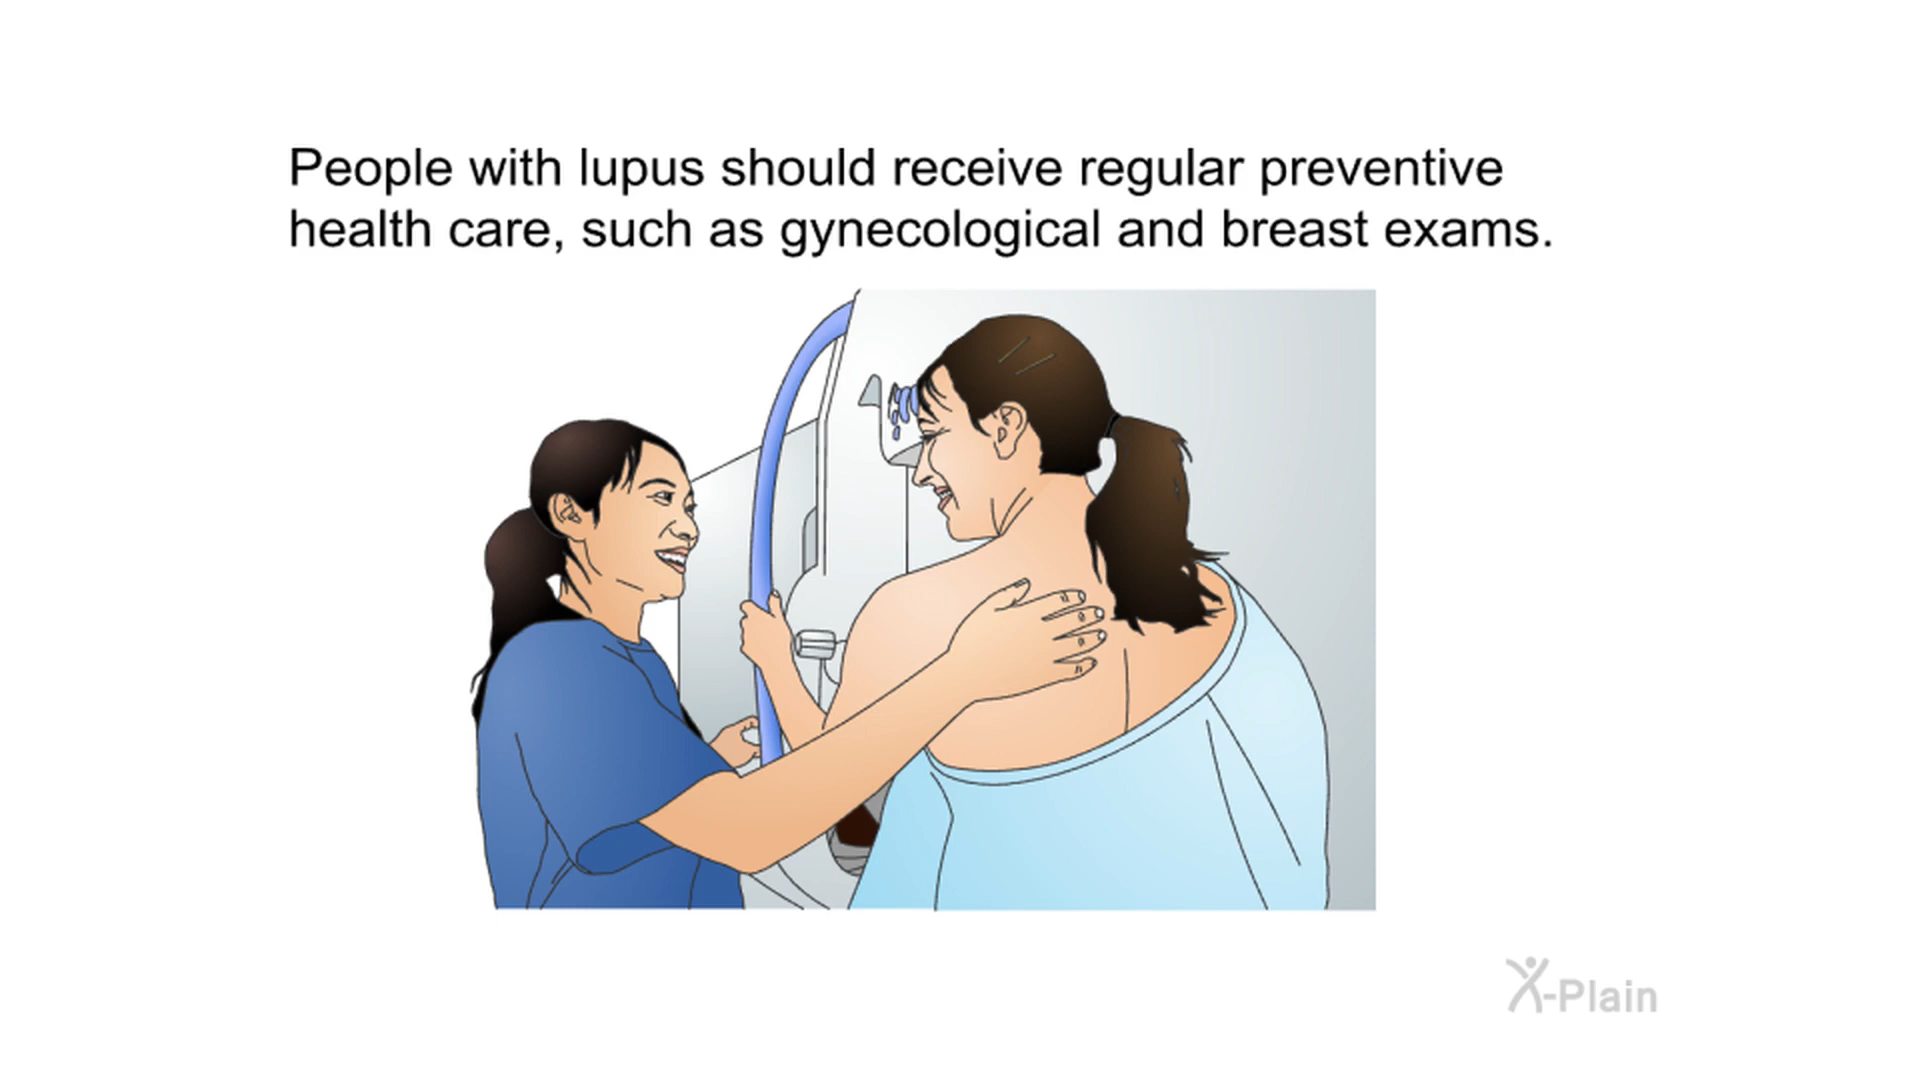 People with lupus should receive regular preventive
health care, such as gynecological and breast exams.
X-Plain